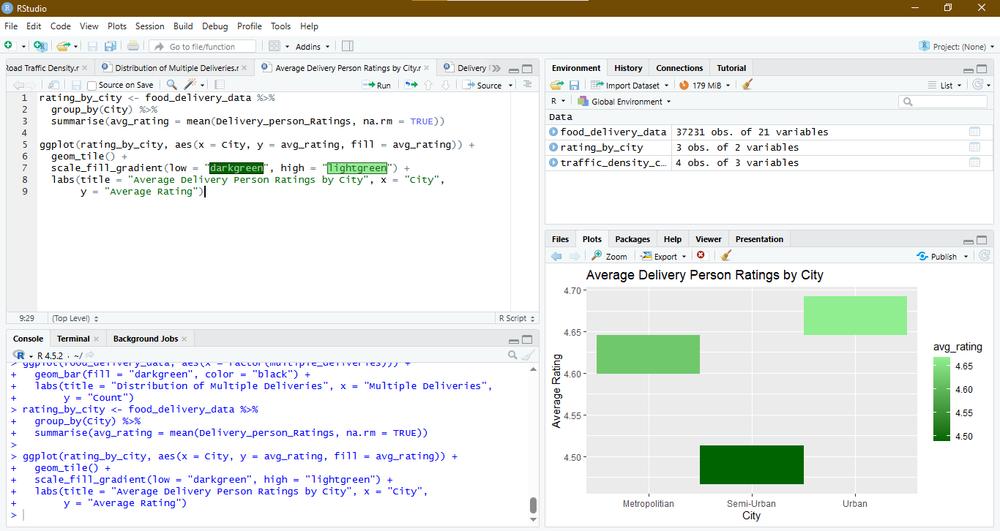 RStudio
File Edit Code View Plots Session Build Debug Profile Tools Help
Go to file/function Addins Project: (None)
Road Traffic Density.r Distribution of Multiple Deliveries.r Average Delivery Person Ratings by City.r Delivery
Source on Save Run Source
1 rating_by_city <- food_delivery_data %>%
2 group_by(City) %>%
3 summarise(avg_rating = mean(Delivery_person_Ratings, na.rm = TRUE))
4
5 ggplot(rating_by_city, aes(x = City, y = avg_rating, fill = avg_rating)) +
6 geom_tile() +
7 scale_fill_gradient(low = "darkgreen", high = "lightgreen") +
8 labs(title = "Average Delivery Person Ratings by City", x = "City",
9 y = "Average Rating")
9:29 (Top Level) R Script
Console Terminal Background Jobs
R 4.5.2 · ~/
> ggplot(food_delivery_data, aes(x = factor(multiple_deliveries))) +
+ geom_bar(fill = "darkgreen", color = "black") +
+ labs(title = "Distribution of Multiple Deliveries", x = "Multiple Deliveries",
+ y = "Count")
> rating_by_city <- food_delivery_data %>%
+ group_by(City) %>%
+ summarise(avg_rating = mean(Delivery_person_Ratings, na.rm = TRUE))
>
> ggplot(rating_by_city, aes(x = City, y = avg_rating, fill = avg_rating)) +
+ geom_tile() +
+ scale_fill_gradient(low = "darkgreen", high = "lightgreen") +
+ labs(title = "Average Delivery Person Ratings by City", x = "City",
+ y = "Average Rating")
>
Environment History Connections Tutorial
Import Dataset 179 MiB List
R Global Environment
Data
food_delivery_data 37231 obs. of 21 variables
rating_by_city 3 obs. of 2 variables
traffic_density_c… 4 obs. of 3 variables
Files Plots Packages Help Viewer Presentation
Zoom Export Publish
Average Delivery Person Ratings by City
4.70
4.65
4.60
4.55
4.50
Average Rating
Metropolitian Semi-Urban Urban
City
avg_rating
4.65
4.60
4.55
4.50